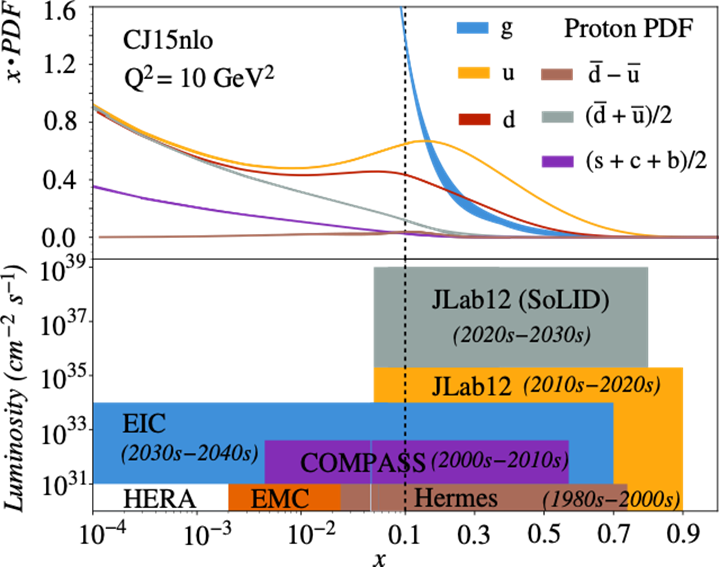 x•PDF
1.6
1.2
0.8
0.4
0.0
CJ15nlo
Q² = 10 GeV²
g
u
d
Proton PDF
d̅ − u̅
(d̅ + u̅)/2
(s + c + b)/2
Luminosity (cm⁻² s⁻¹)
10³⁹
10³⁷
10³⁵
10³³
10³¹
JLab12 (SoLID)
(2020s−2030s)
JLab12 (2010s−2020s)
EIC
(2030s−2040s)
COMPASS (2000s−2010s)
HERA
EMC
Hermes
(1980s−2000s)
10⁻⁴ 10⁻³ 10⁻² 0.1 0.3 0.5 0.7 0.9
x